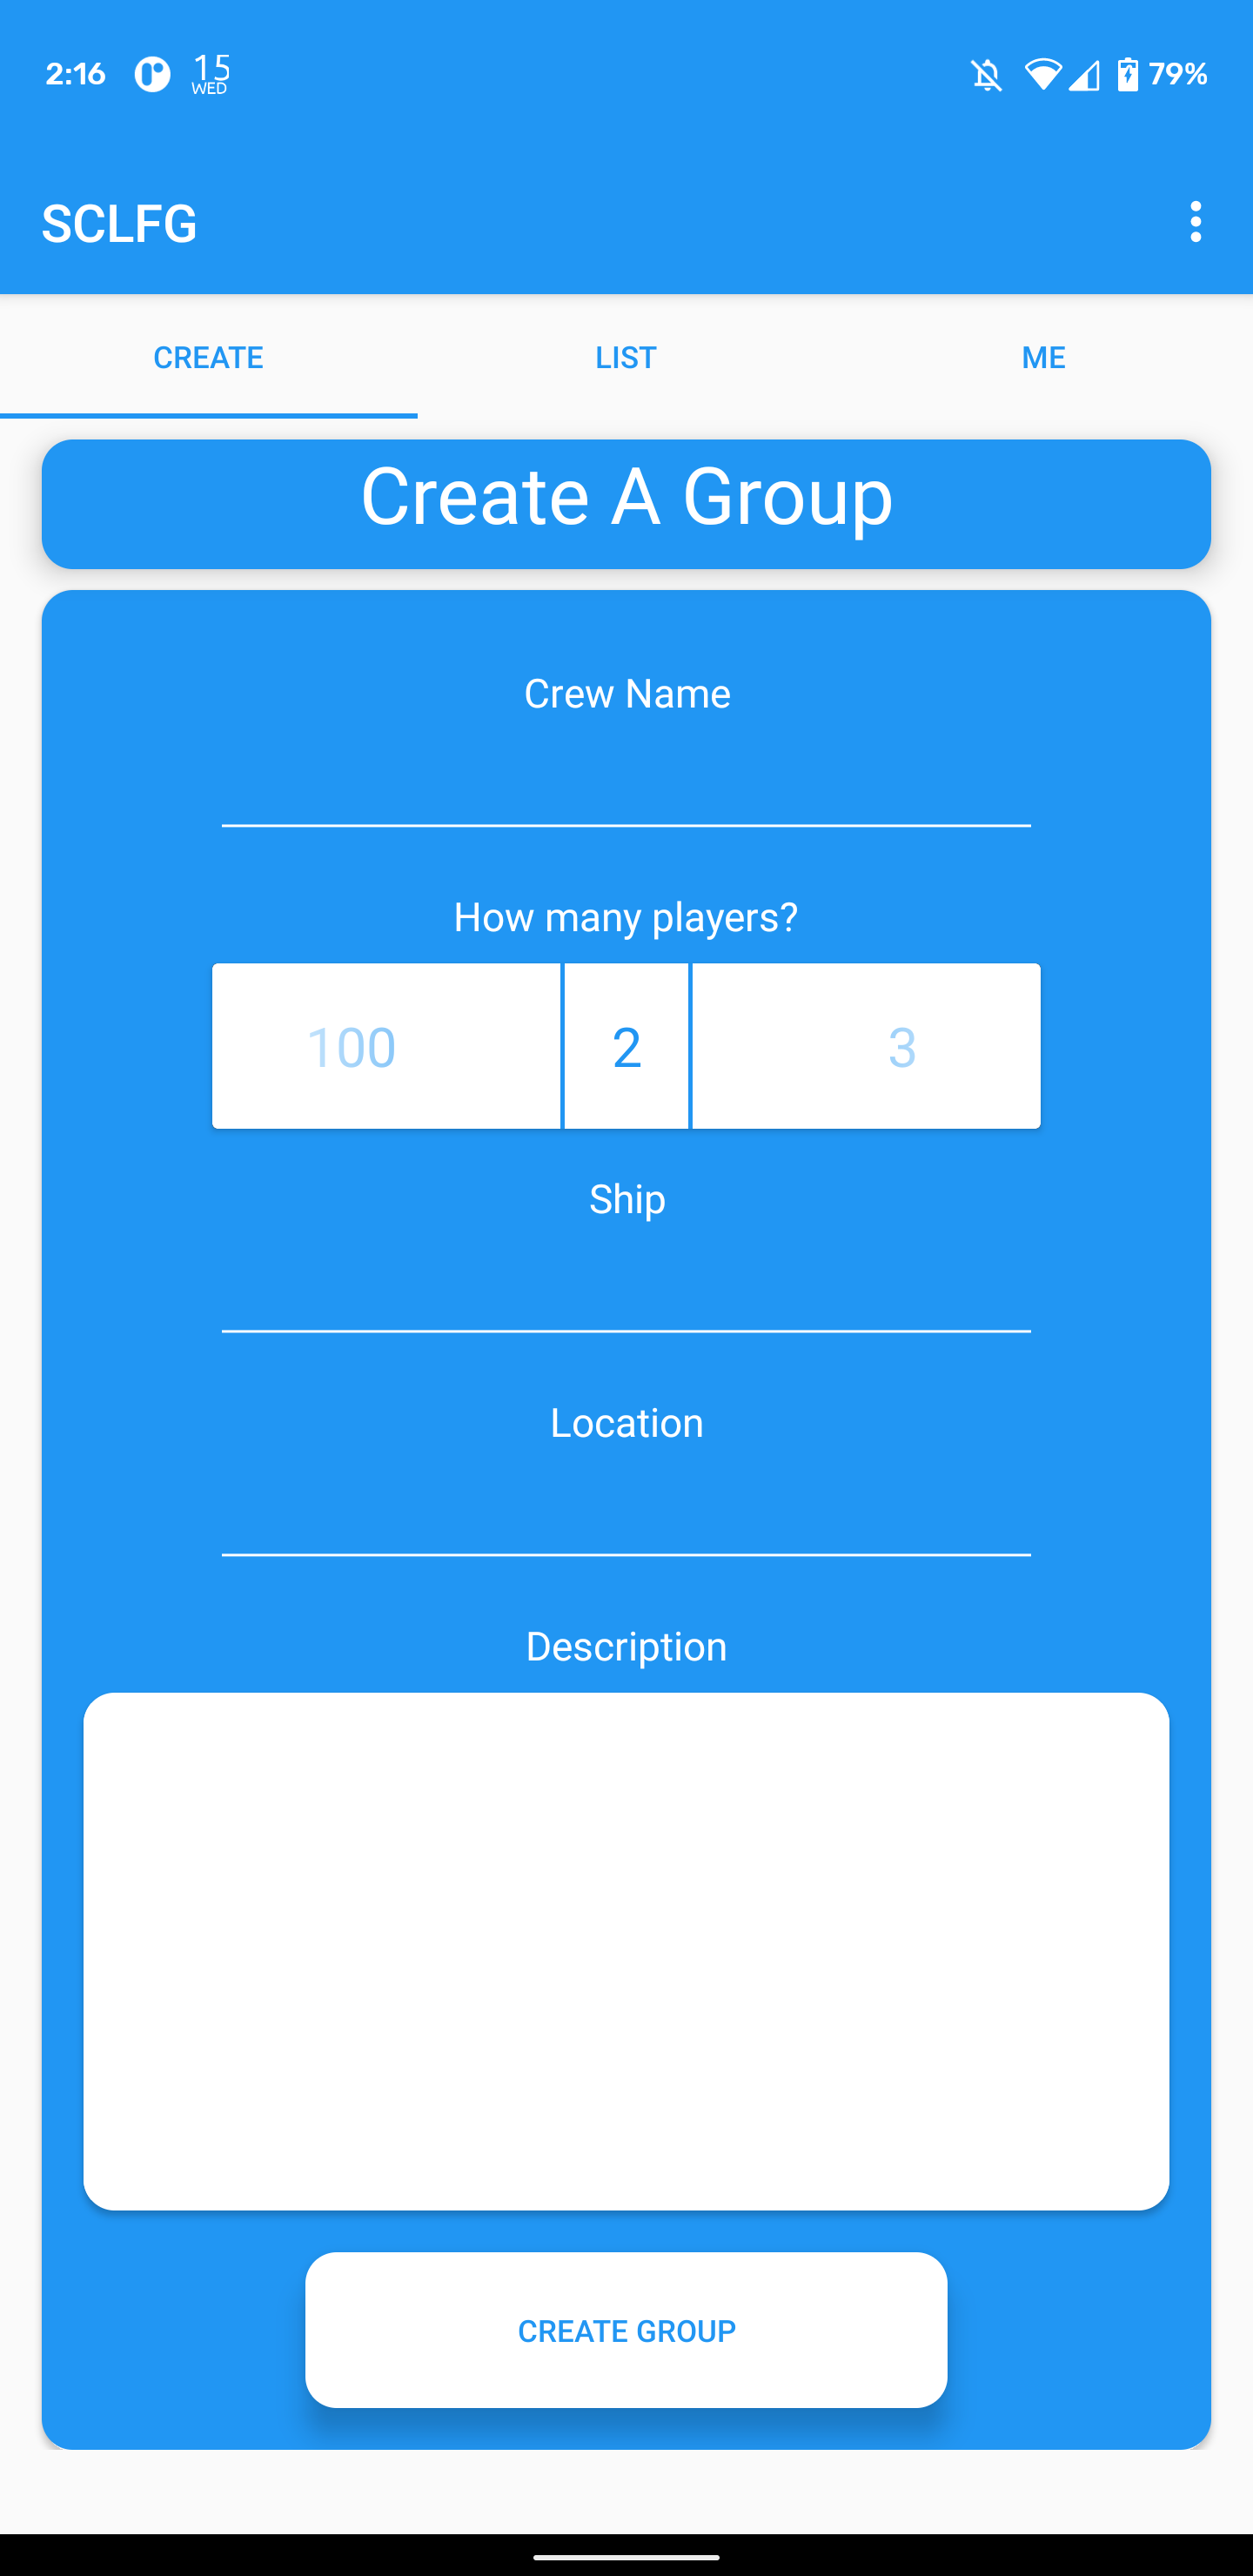 2:16 15 WED 79%
SCLFG
CREATE LIST ME
Create A Group
Crew Name
How many players?
100 2 3
Ship
Location
Description
CREATE GROUP